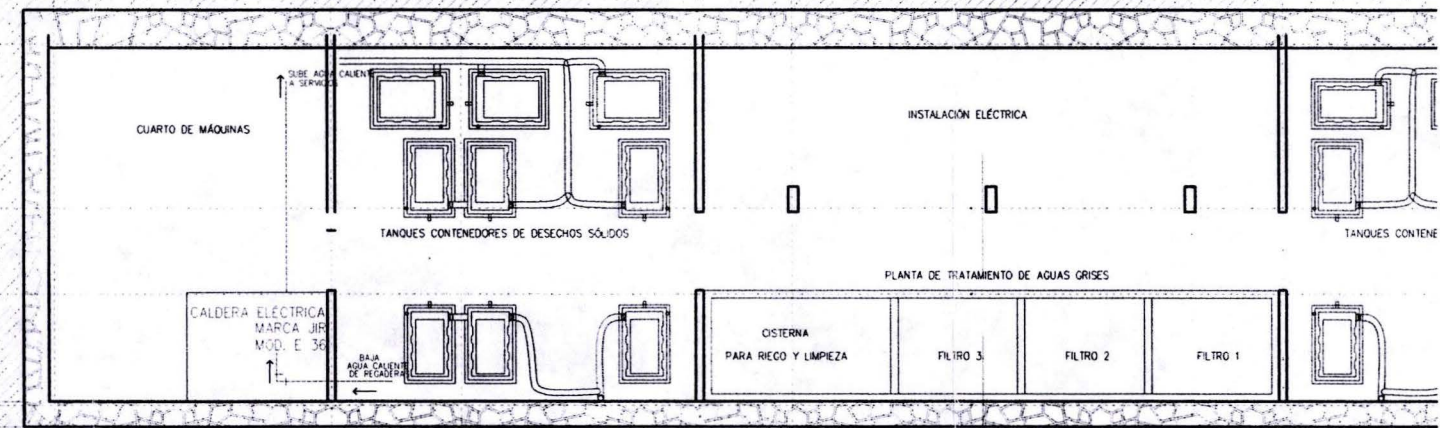 SUBE AGUA CALIENTE
A SERVICIOS
CUARTO DE MÁQUINAS
INSTALACIÓN ELÉCTRICA
TANQUES CONTENEDORES DE DESECHOS SÓLIDOS
TANQUES CONTENE
PLANTA DE TRATAMIENTO DE AGUAS GRISES
CALDERA ELÉCTRICA
MARCA JIR
MOD. E 36
BAJA
AGUA CALIENTE
DE REGADERA
CISTERNA
PARA RIEGO Y LIMPIEZA
FILTRO 3
FILTRO 2
FILTRO 1